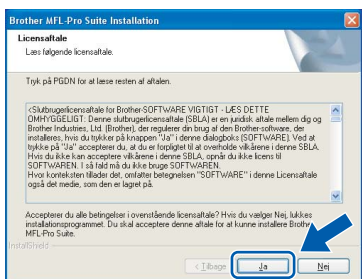 Brother MFL-Pro Suite Installation
Licensaftale
Læs følgende licensaftale.
Tryk på PGDN for at læse resten af aftalen.
<Slutbrugerlicensaftale for Brother-SOFTWARE VIGTIGT - LÆS DETTE
OMHYGGELIGT: Denne slutbrugerlicensaftale (SBLA) er en juridisk aftale mellem dig og
Brother Industries, Ltd. (Brother), der regulerer din brug af den Brother-software, der
installeres, hvis du trykker på knappen "Ja" i denne dialogboks (SOFTWARE). Ved at
trykke på "Ja" accepterer du, at du er forpligtet til at overholde vilkårene i denne SBLA.
Hvis du ikke kan acceptere vilkårene i denne SBLA, opnår du ikke licens til
SOFTWAREN. I så fald må du ikke bruge SOFTWAREN.
Hvor konteksten tillader det, omfatter betegnelsen "SOFTWARE" i denne Licensaftale
også det medie, som den er lagret på.
Accepterer du alle betingelser i ovenstående licensaftale? Hvis du vælger Nej, lukkes
installationsprogrammet. Du skal acceptere denne aftale for at kunne installere Brother
MFL-Pro Suite.
InstallShield
< Tilbage Ja Nej